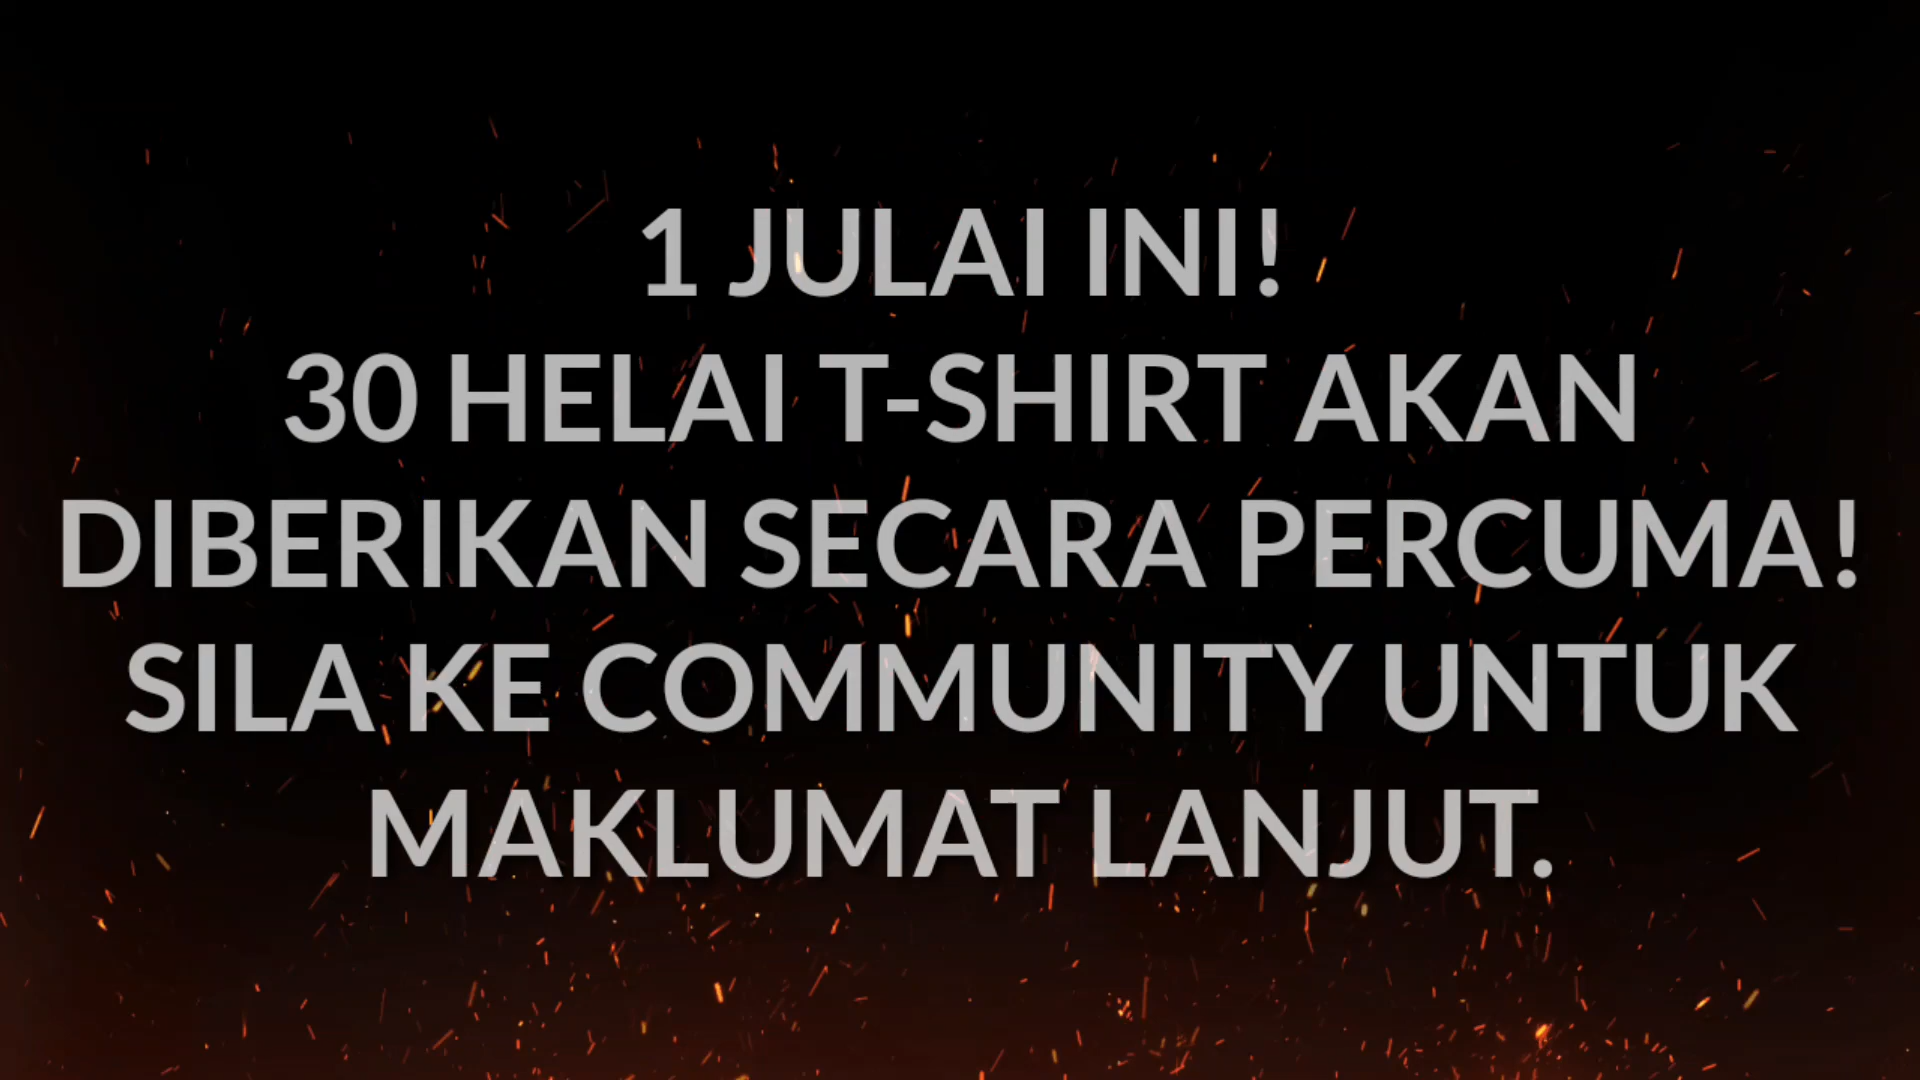 1 JULAI INI!
30 HELAI T-SHIRT AKAN
DIBERIKAN SECARA PERCUMA!
SILA KE COMMUNITY UNTUK
MAKLUMAT LANJUT.